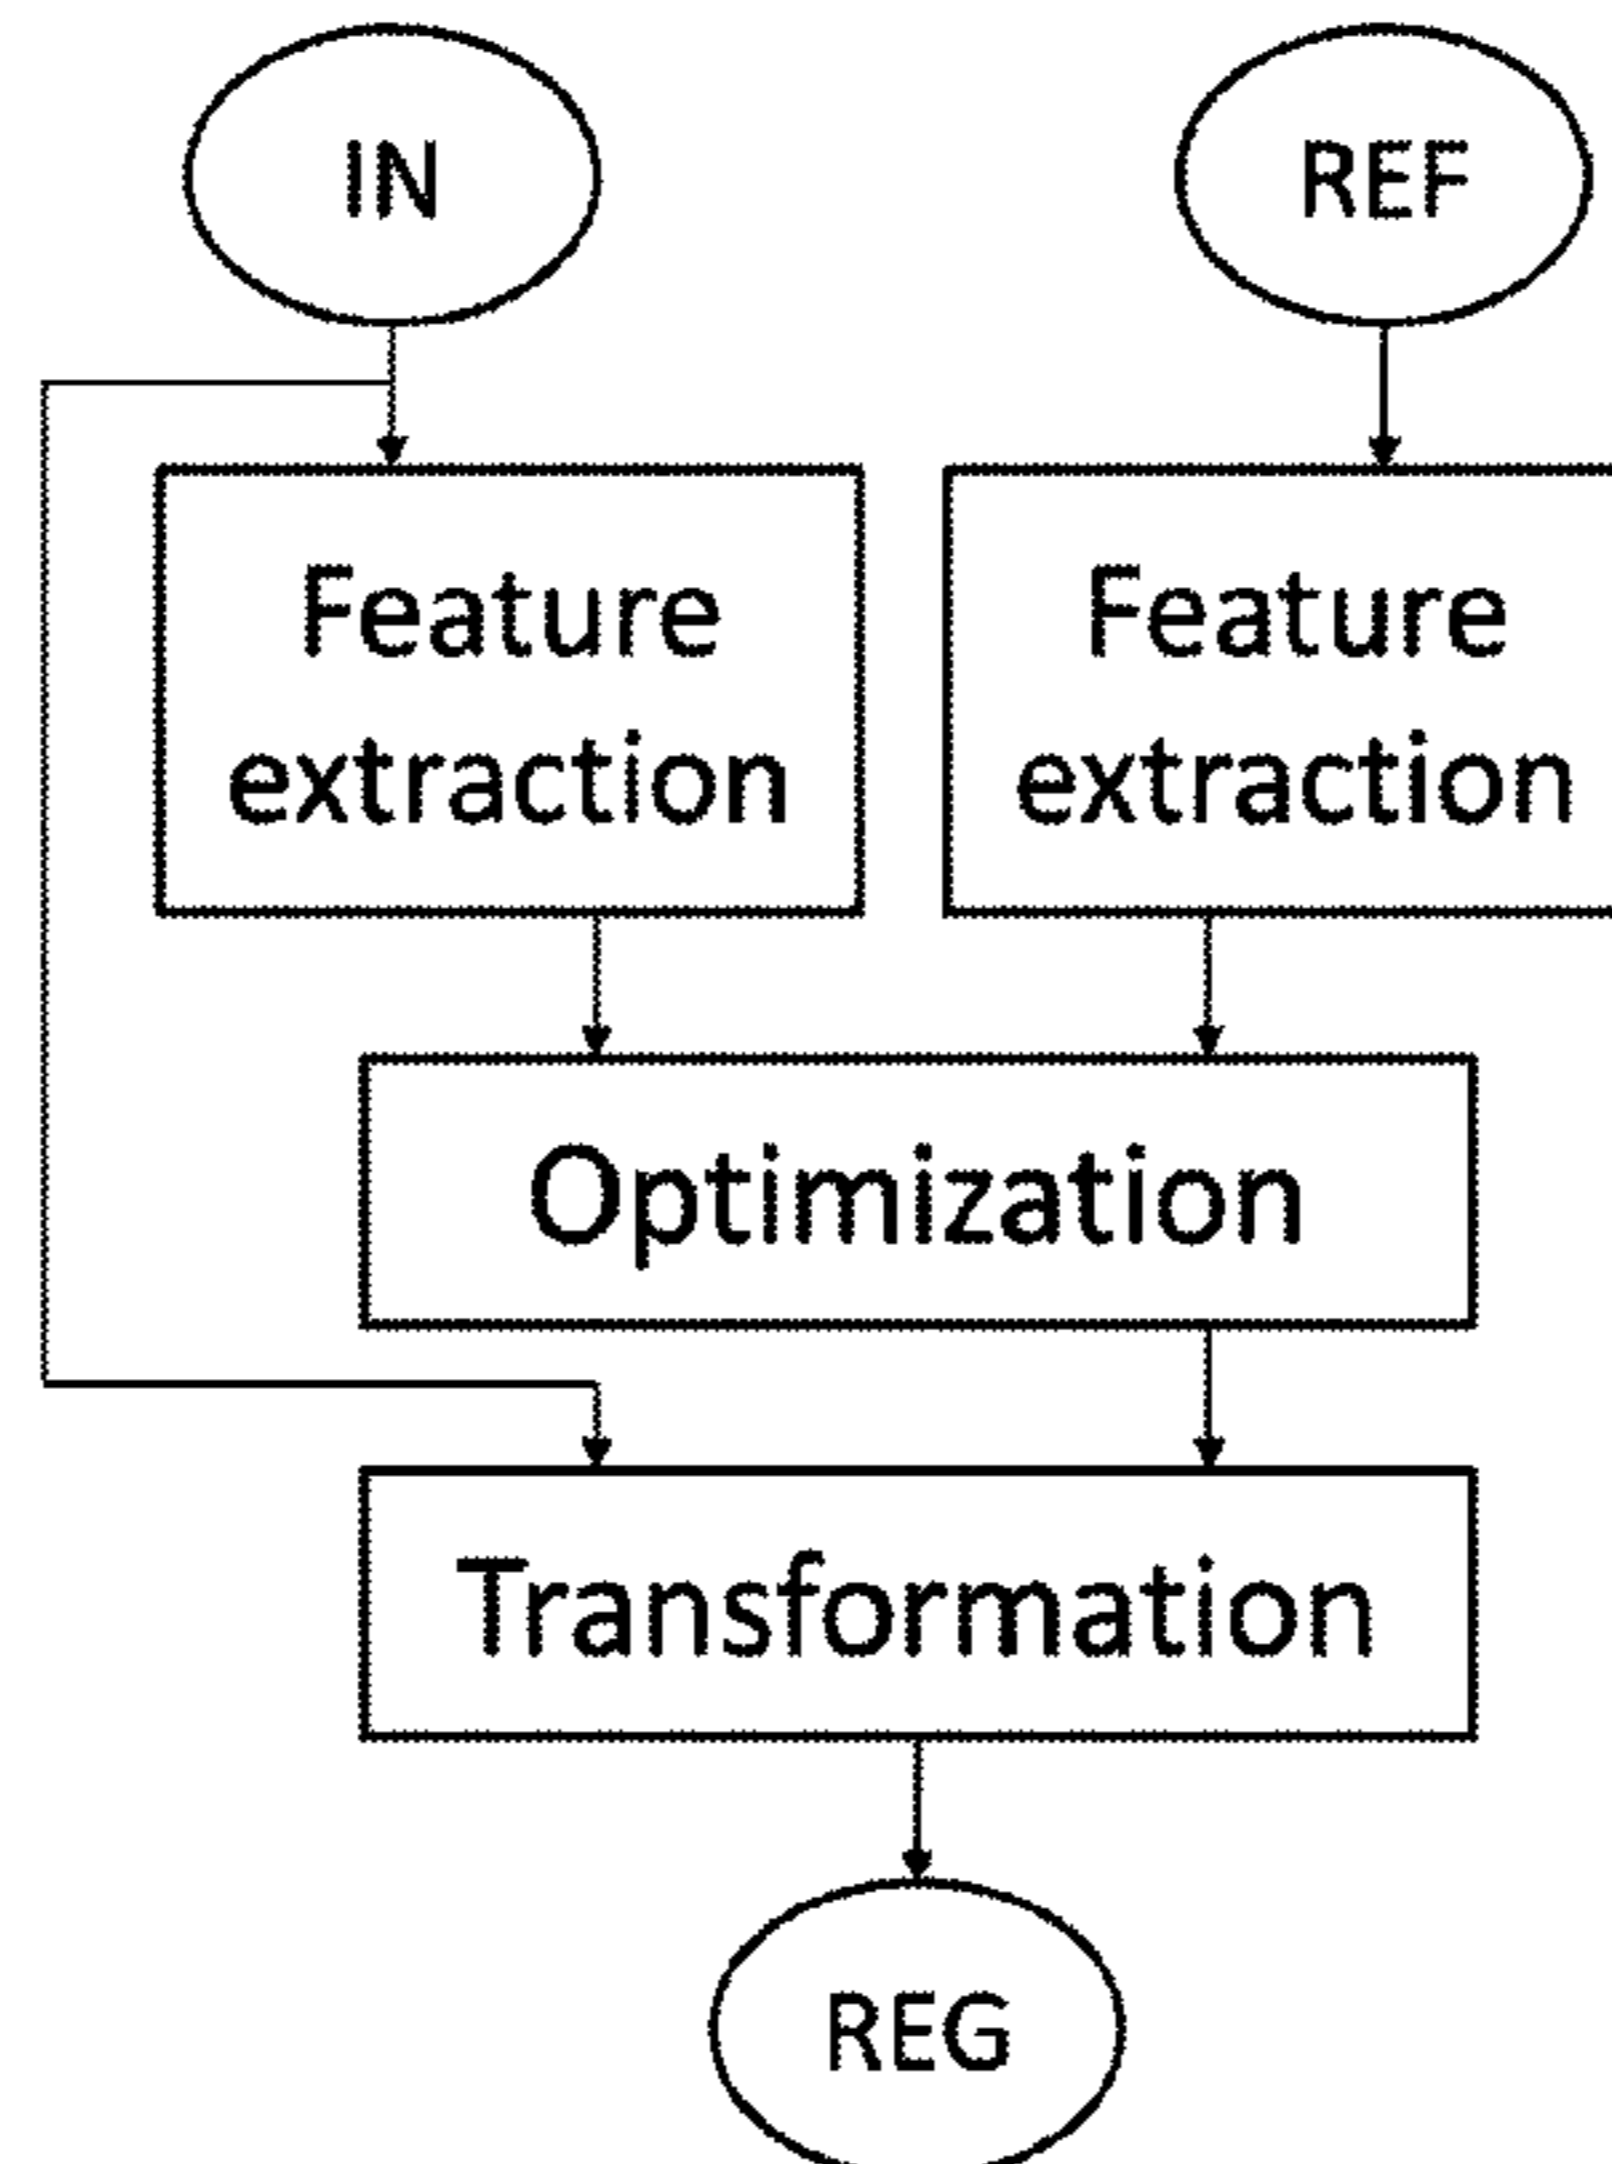 IN
REF
Feature
extraction
Feature
extraction
Optimization
Transformation
REG